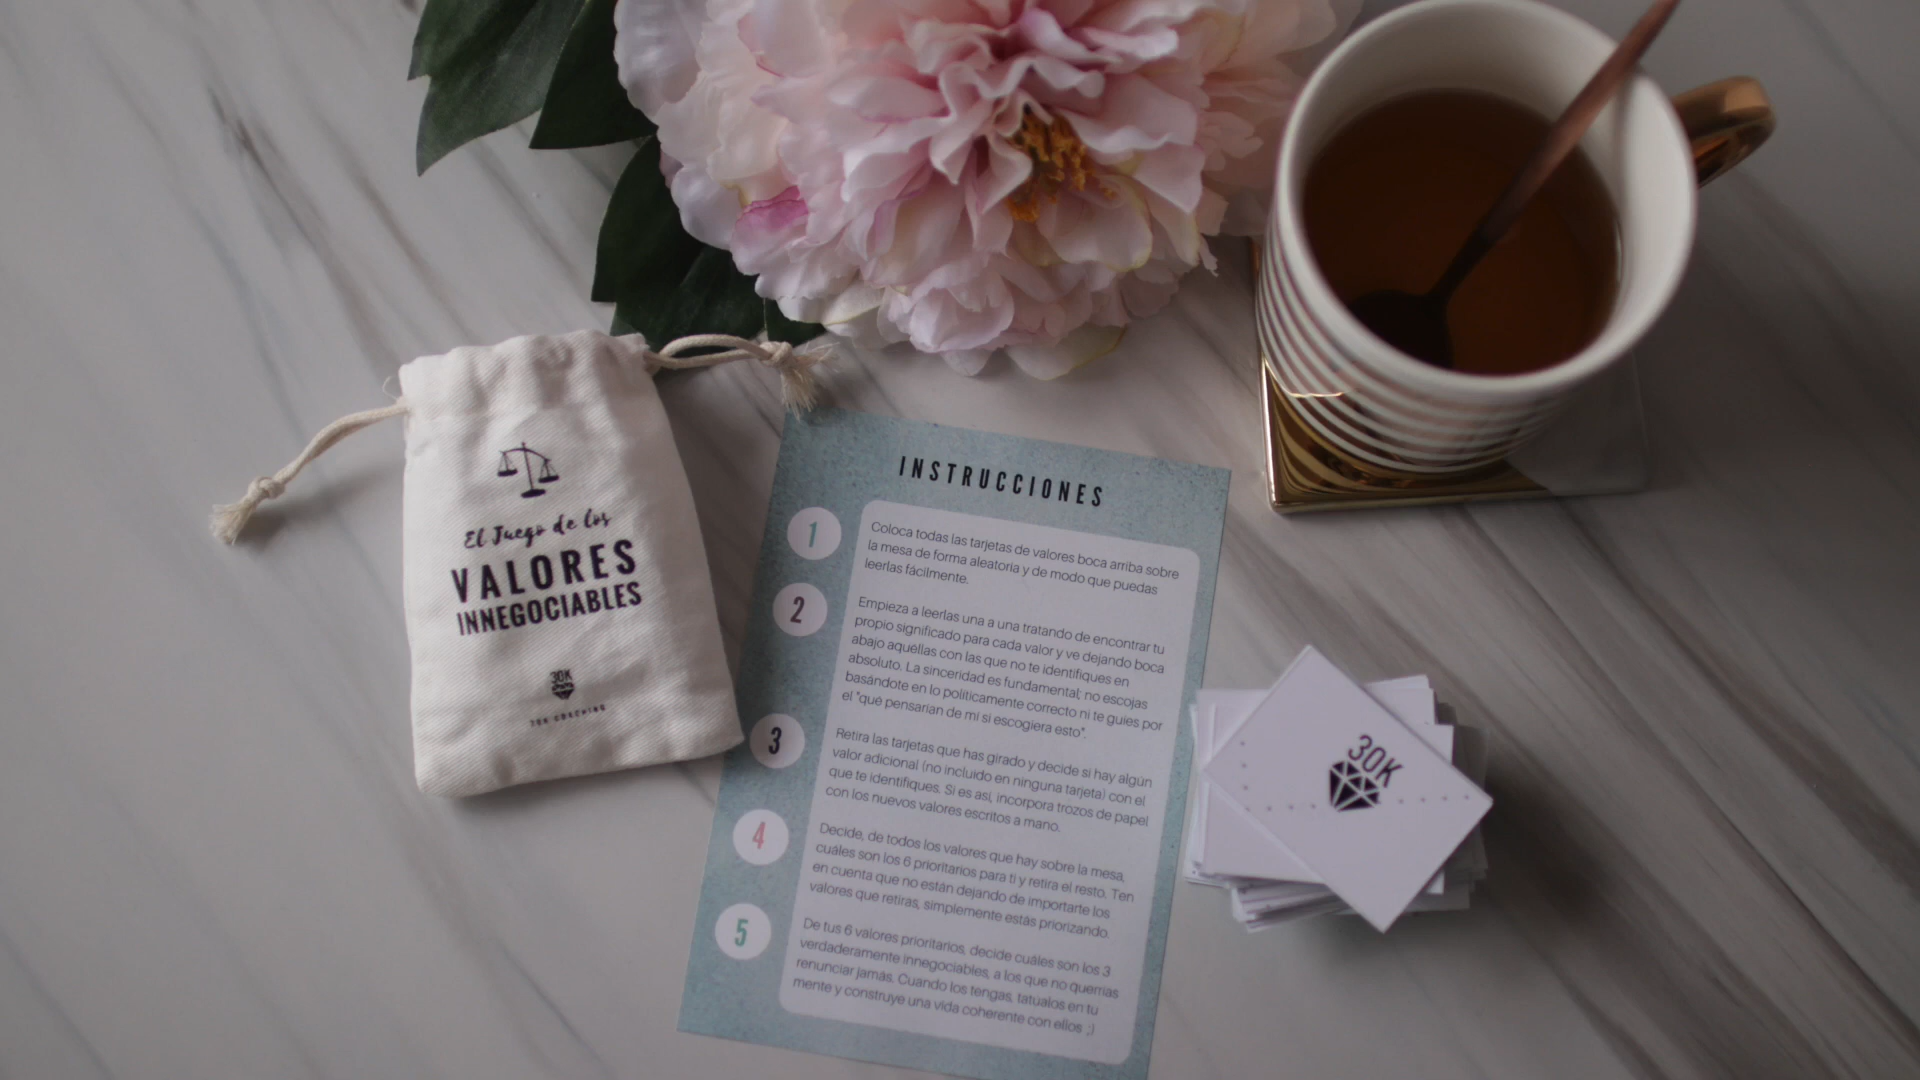 El Juego de los
VALORES
INNEGOCIABLES
30K
30K COACHING
INSTRUCCIONES
1
Coloca todas las tarjetas de valores boca arriba sobre
la mesa de forma aleatoria y de modo que puedas
leerlas fácilmente.
2
Empieza a leerlas una a una tratando de encontrar tu
propio significado para cada valor y ve dejando boca
abajo aquéllas con las que no te identifiques en
absoluto. La sinceridad es fundamental; no escojas
basándote en lo políticamente correcto ni te guíes por
el "qué pensarían de mi si escogiera esto".
3
Retira las tarjetas que has girado y decide si hay algún
valor adicional (no incluido en ninguna tarjeta) con el
que te identifiques. Si es así, incorpora trozos de papel
con los nuevos valores escritos a mano.
4
Decide, de todos los valores que hay sobre la mesa,
cuáles son los 6 prioritarios para ti y retira el resto. Ten
en cuenta que no están dejando de importarte los
valores que retiras, simplemente estás priorizando.
5
De tus 6 valores prioritarios, decide cuáles son los 3
verdaderamente innegociables, a los que no querrías
renunciar jamás. Cuando los tengas, tatúalos en tu
mente y construye una vida coherente con ellos ;)
30K